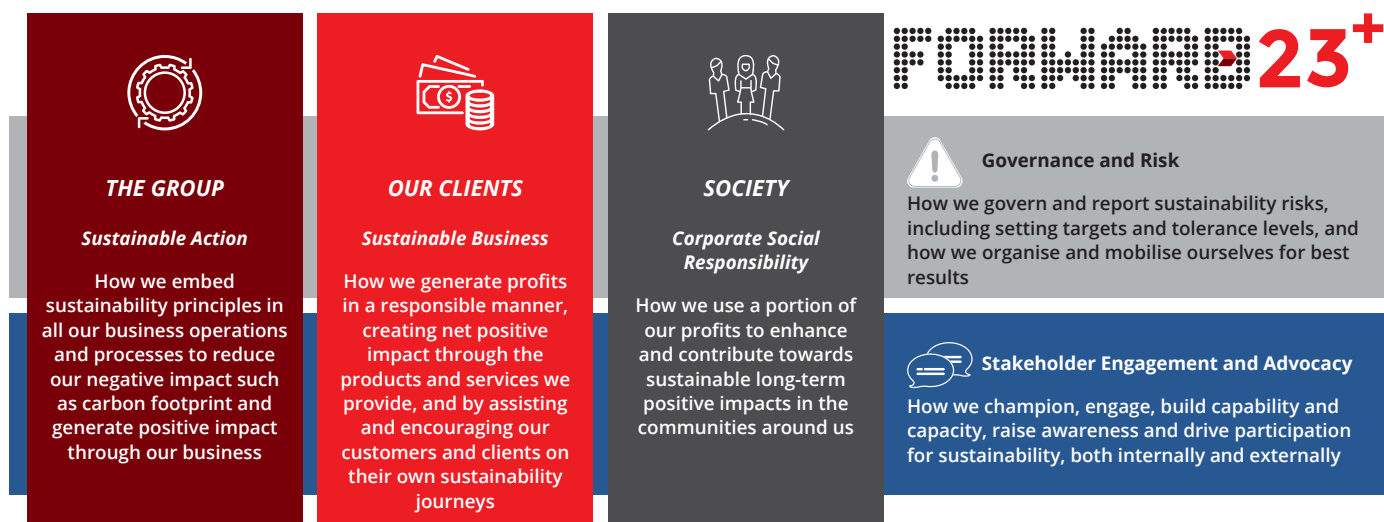 THE GROUP
Sustainable Action
How we embed
sustainability principles in
all our business operations
and processes to reduce
our negative impact such
as carbon footprint and
generate positive impact
through our business
OUR CLIENTS
Sustainable Business
How we generate profits
in a responsible manner,
creating net positive
impact through the
products and services we
provide, and by assisting
and encouraging our
customers and clients on
their own sustainability
journeys
SOCIETY
Corporate Social
Responsibility
How we use a portion of
our profits to enhance
and contribute towards
sustainable long-term
positive impacts in the
communities around us
FORWARD23+
Governance and Risk
How we govern and report sustainability risks,
including setting targets and tolerance levels, and
how we organise and mobilise ourselves for best
results
Stakeholder Engagement and Advocacy
How we champion, engage, build capability and
capacity, raise awareness and drive participation
for sustainability, both internally and externally